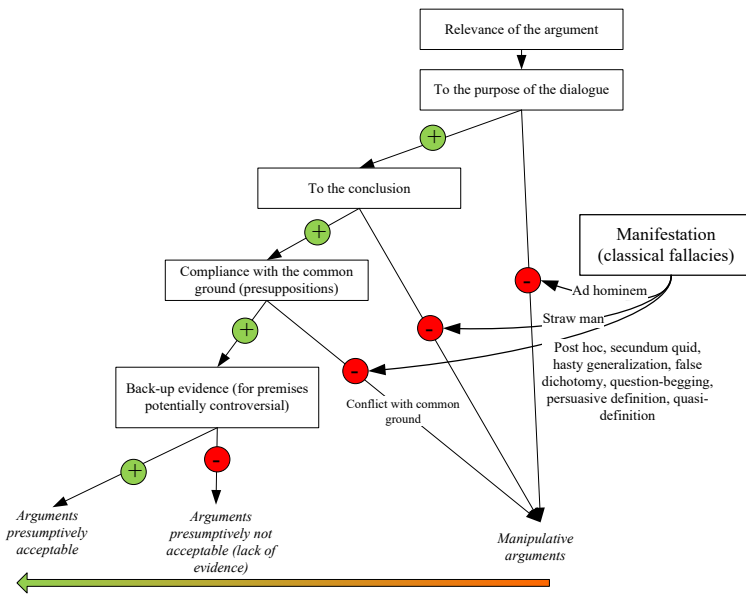 Relevance of the argument
To the purpose of the dialogue
+
To the conclusion
+
Manifestation
(classical fallacies)
Compliance with the common
ground (presuppositions)
-
Ad hominem
-
Straw man
+
Post hoc, secundum quid,
hasty generalization, false
dichotomy, question-begging,
persuasive definition, quasi-
definition
-
Back-up evidence (for premises
potentially controversial)
Conflict with common
ground
+
-
Arguments
presumptively
acceptable
Arguments
presumptively not
acceptable (lack of
evidence)
Manipulative
arguments